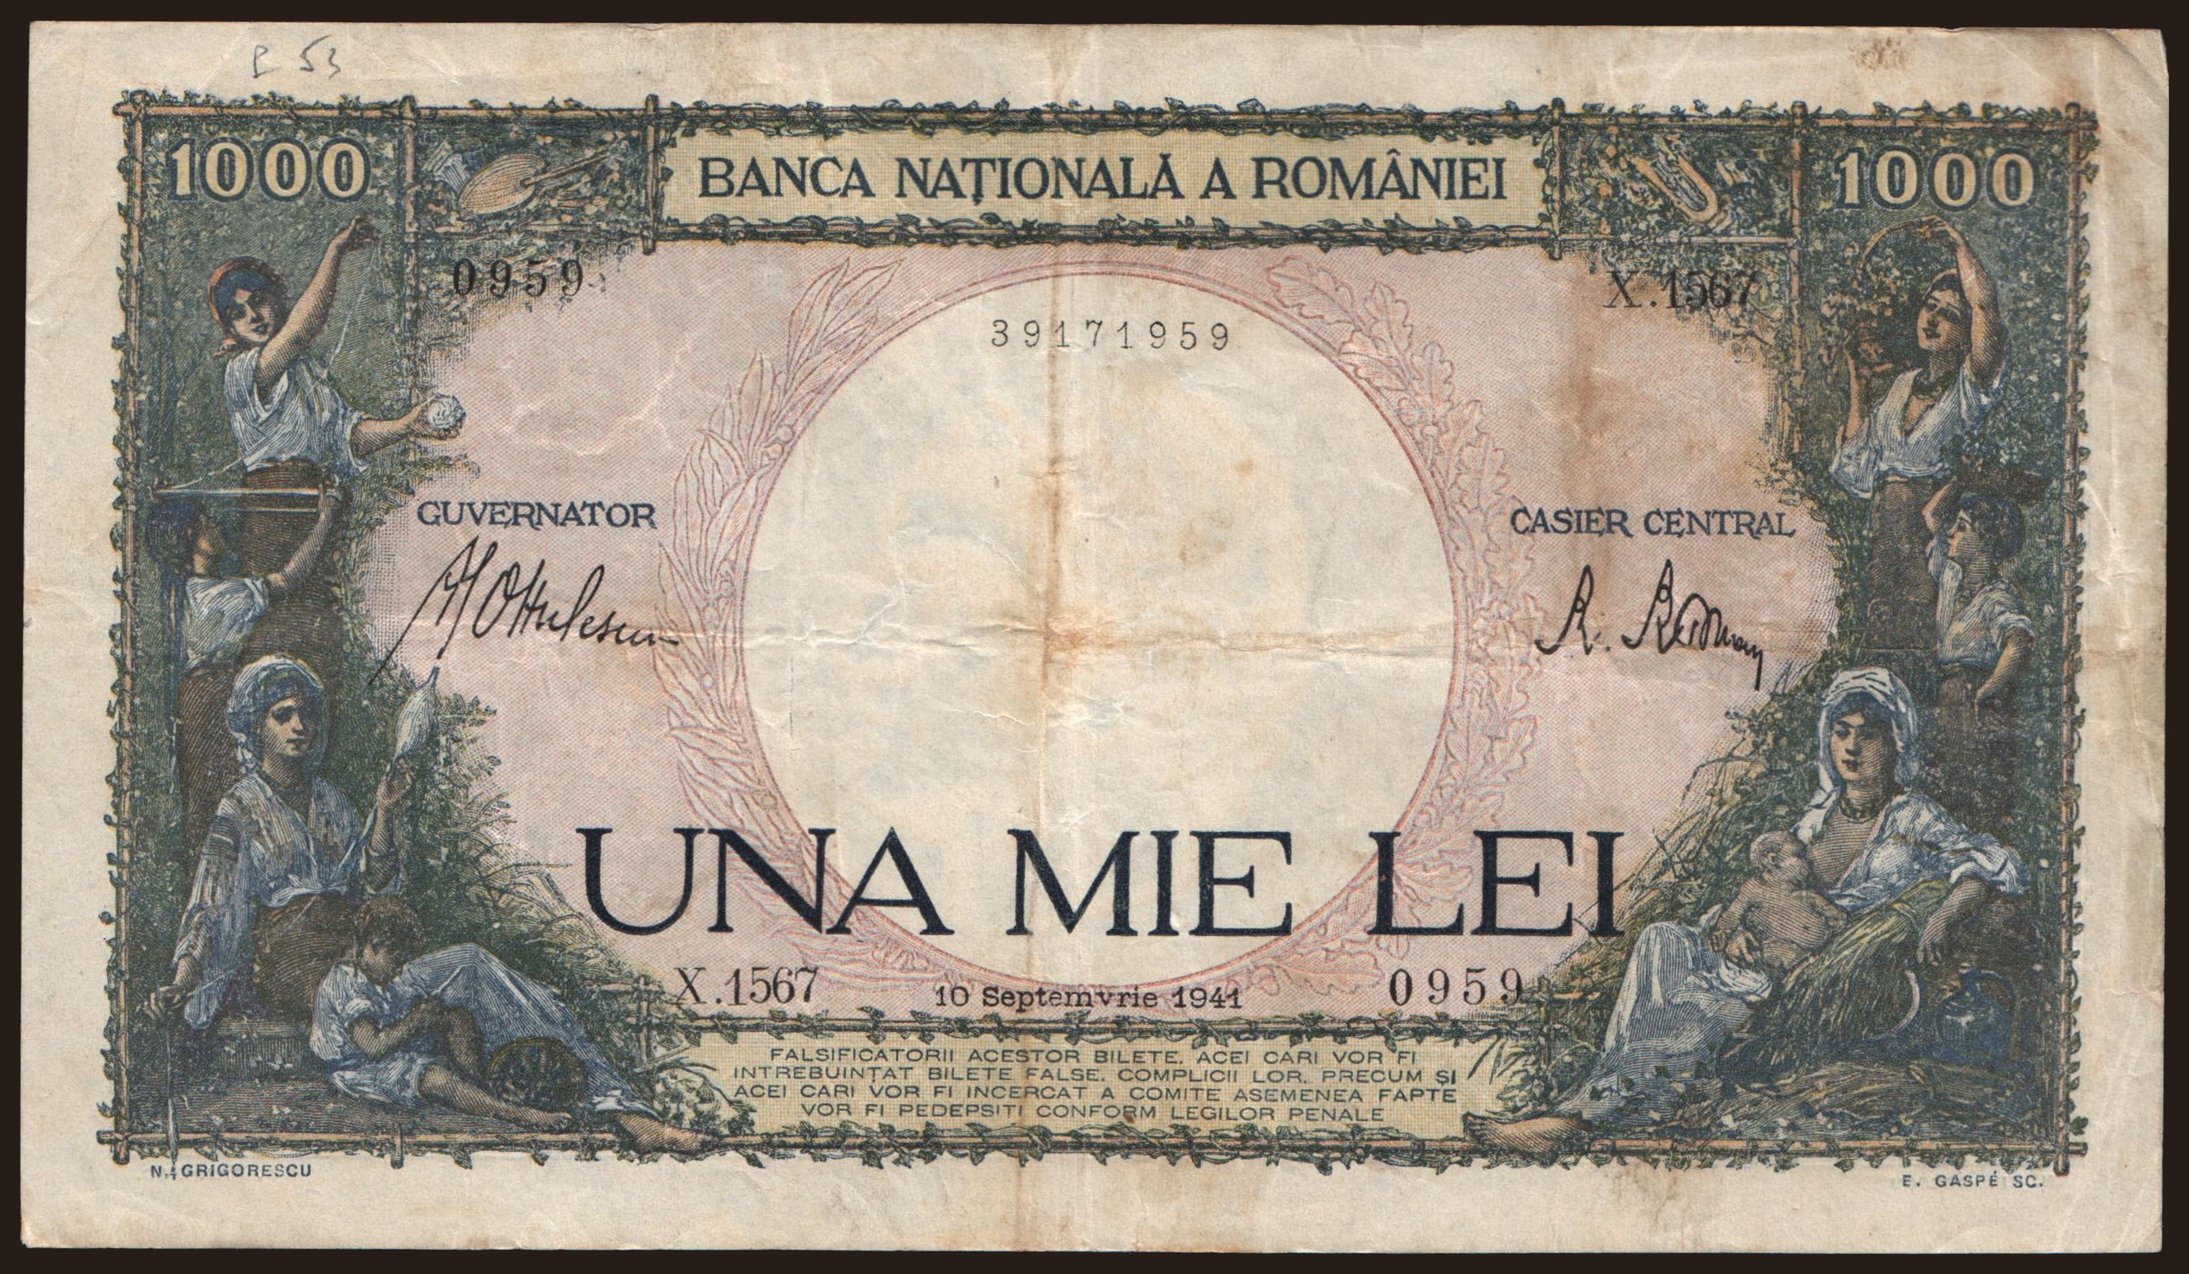 P 53
1000
BANCA NAȚIONALĂ A ROMÂNIEI
1000
0959
X.1567
39171959
GUVERNATOR
CASIER CENTRAL
UNA MIE LEI
X.1567
10 Septemvrie 1941
0959
FALSIFICATORII ACESTOR BILETE, ACEI CARI VOR FI
INTREBUINȚAT BILETE FALSE, COMPLICII LOR, PRECUM ȘI
ACEI CARI VOR FI INCERCAT A COMITE ASEMENEA FAPTE
VOR FI PEDEPSITI CONFORM LEGILOR PENALE
N. GRIGORESCU
E. GASPÉ SC.